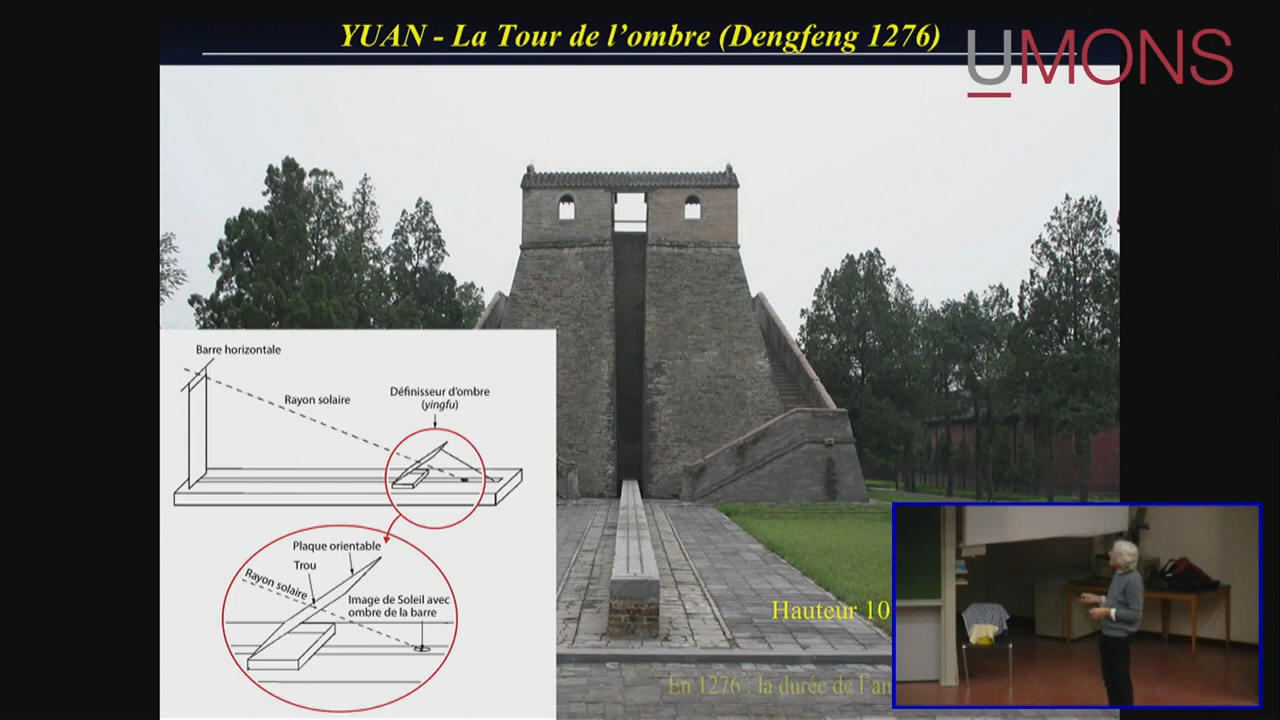 YUAN - La Tour de l'ombre (Dengfeng 1276)
UMONS
Barre horizontale
Rayon solaire
Définisseur d'ombre
(yingfu)
Plaque orientable
Trou
Rayon solaire
Image de Soleil avec
ombre de la barre
Hauteur 10
En 1276 : la durée de l'an